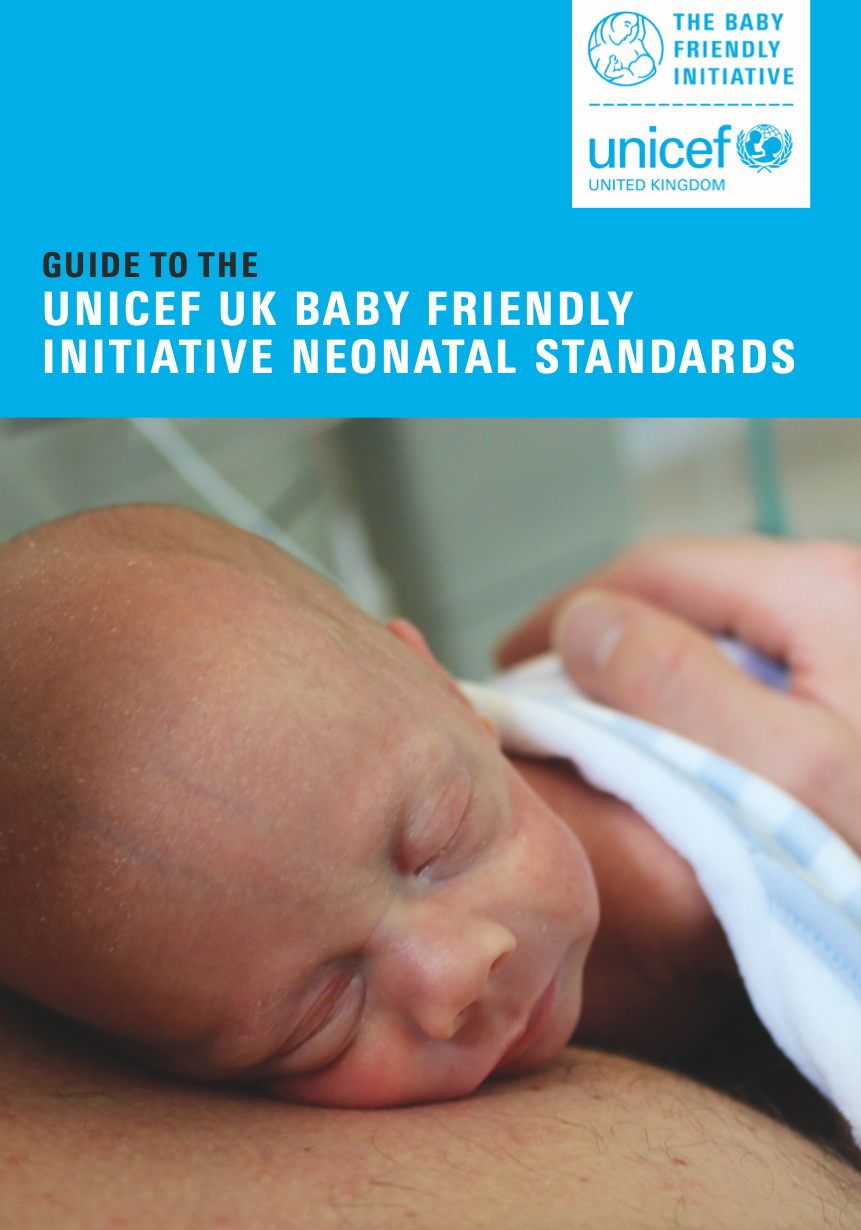 THE BABY
FRIENDLY
INITIATIVE
unicef
UNITED KINGDOM
GUIDE TO THE
UNICEF UK BABY FRIENDLY
INITIATIVE NEONATAL STANDARDS